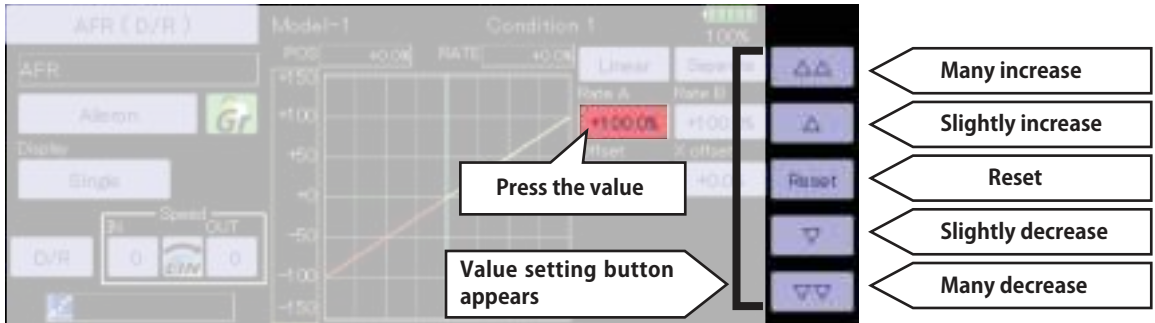 AFR ( D/R )
Model-1
Condition 1
100%
POS
+0.0%
RATE
+0.0%
AFR
Linear
Separate
Many increase
Rate A
Rate B
Aileron
Gr
+100.0%
+100.0%
Slightly increase
Display
Offset
X offset
Single
Press the value
+0.0%
Reset
Reset
Speed
IN
OUT
D/R
0
LIN
0
Slightly decrease
Value setting button
appears
Many decrease
+150
+100
+50
+0
-50
-100
-150